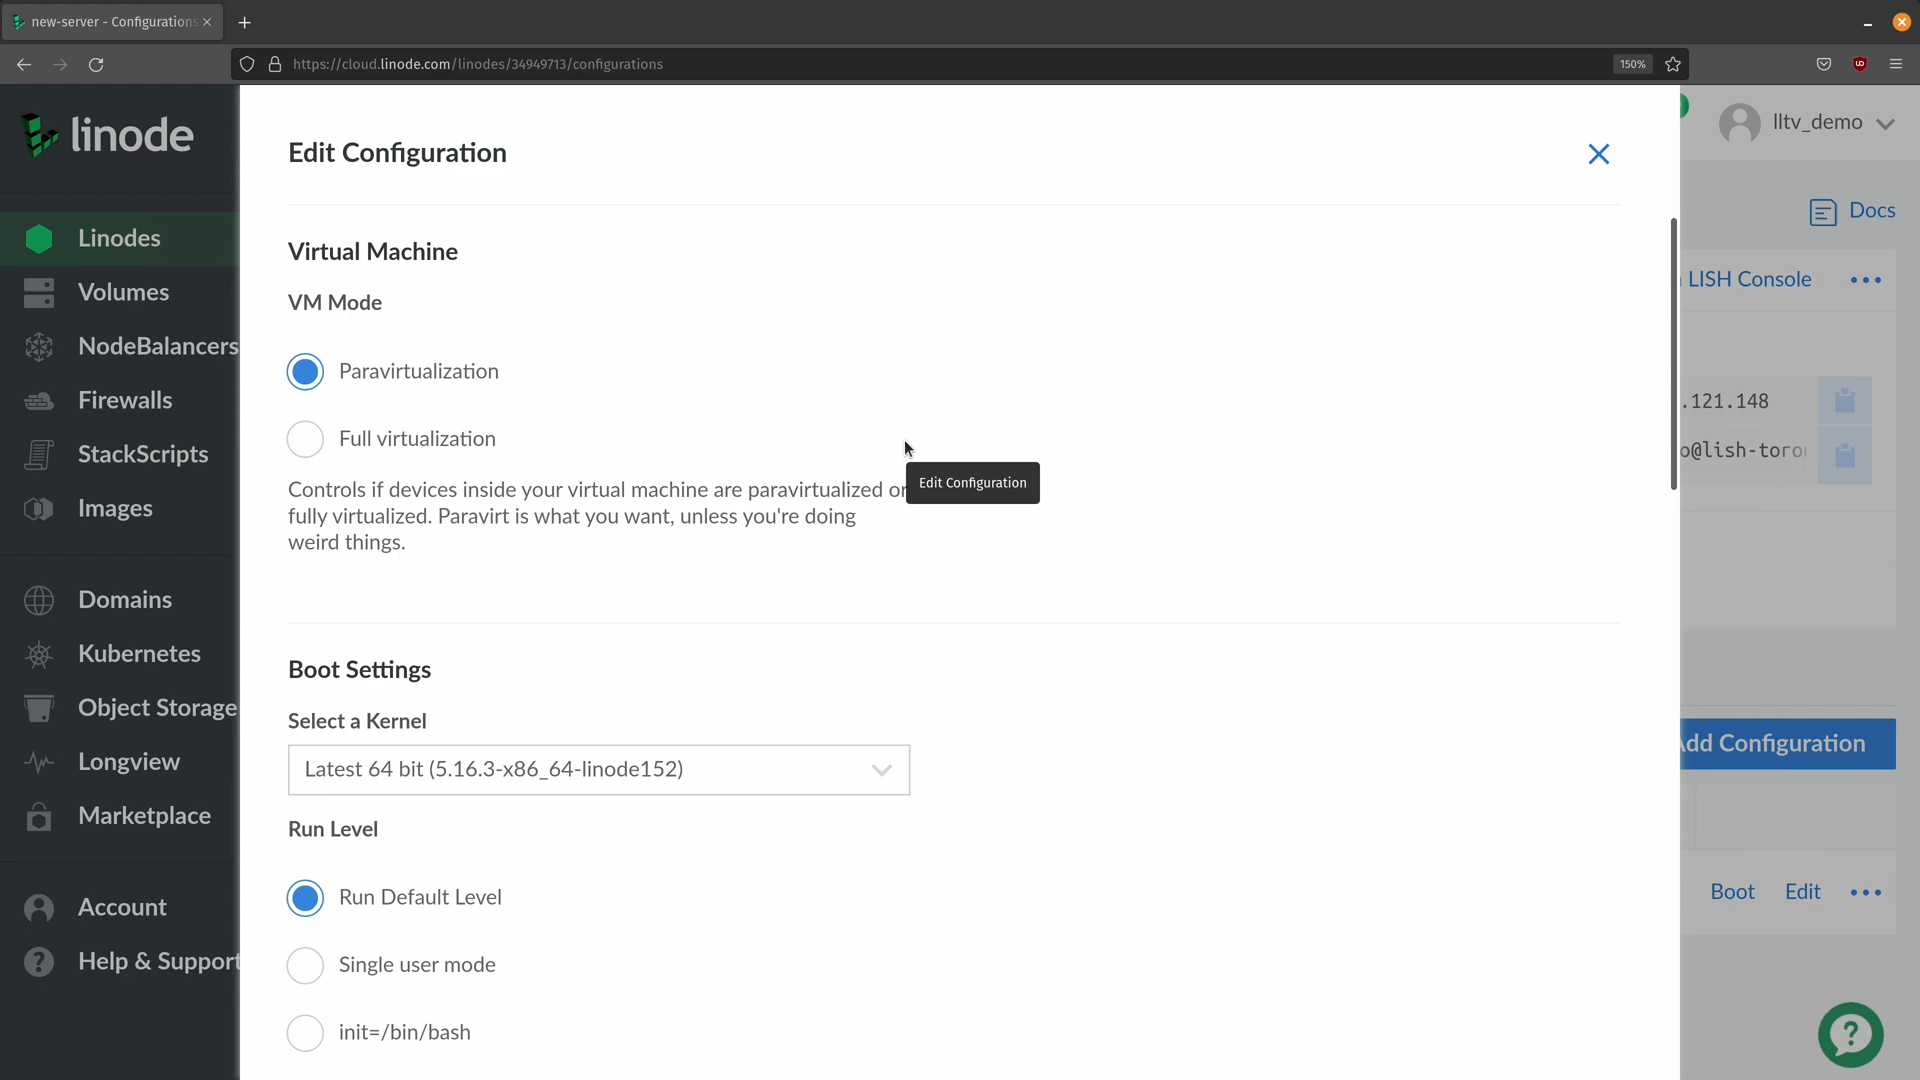 new-server - Configurations
https://cloud.linode.com/linodes/34949713/configurations
150%
linode
Linodes
Volumes
NodeBalancers
Firewalls
StackScripts
Images
Domains
Kubernetes
Object Storage
Longview
Marketplace
Account
Help & Support
Edit Configuration
Virtual Machine
VM Mode
Paravirtualization
Full virtualization
Controls if devices inside your virtual machine are paravirtualized or
fully virtualized. Paravirt is what you want, unless you're doing
weird things.
Edit Configuration
Boot Settings
Select a Kernel
Latest 64 bit (5.16.3-x86_64-linode152)
Run Level
Run Default Level
Single user mode
init=/bin/bash
lltv_demo
Docs
LISH Console
.121.148
o@lish-toro
Add Configuration
Boot Edit